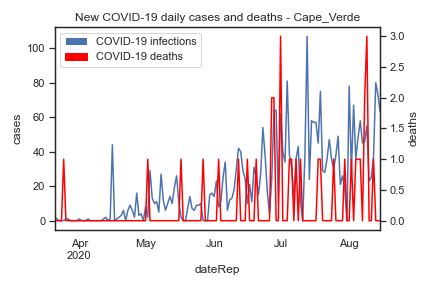 New COVID-19 daily cases and deaths - Cape_Verde
COVID-19 infections
COVID-19 deaths
100
80
60
40
20
0
cases
3.0
2.5
2.0
1.5
1.0
0.5
0.0
deaths
Apr
2020
May
Jun
Jul
Aug
dateRep